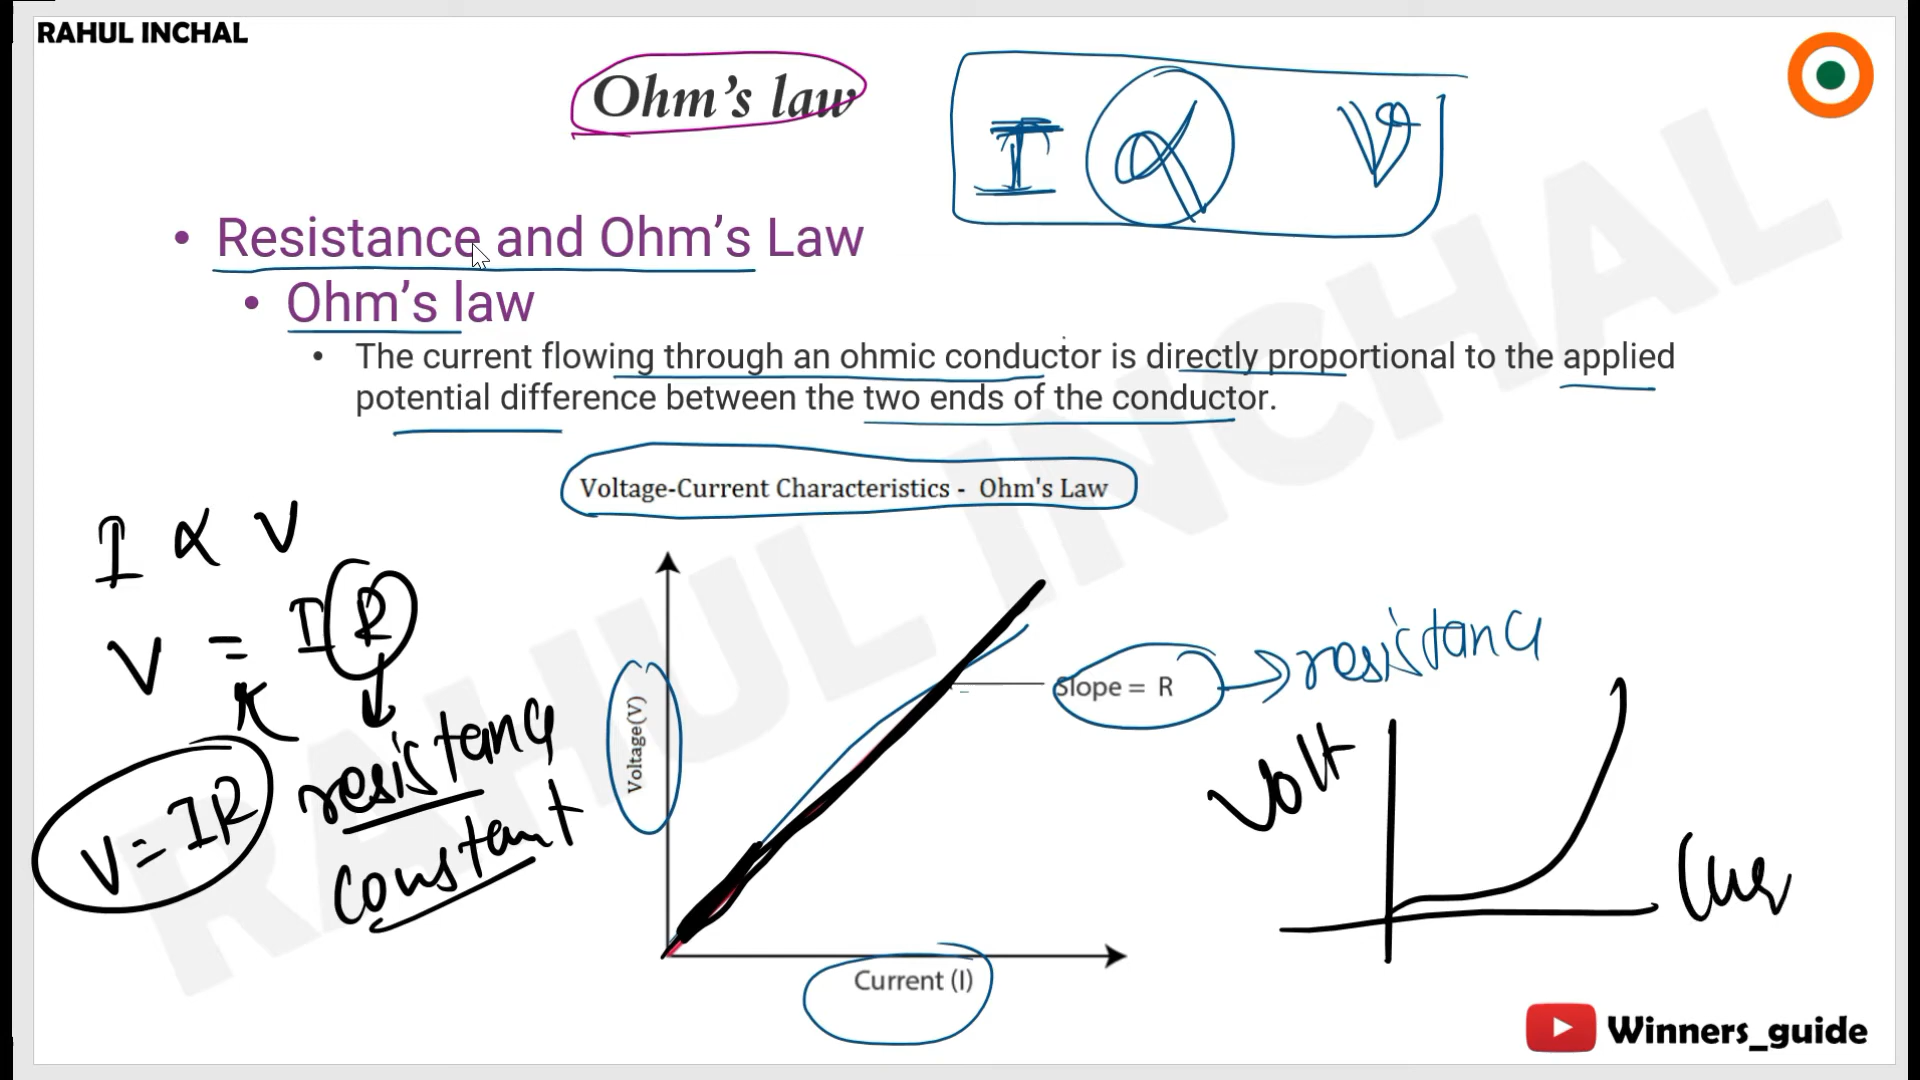 RAHUL INCHAL
Ohm's law
I α V
• Resistance and Ohm's Law
• Ohm's law
• The current flowing through an ohmic conductor is directly proportional to the applied
potential difference between the two ends of the conductor.
Voltage-Current Characteristics - Ohm's Law
I α V
V = IR
resistance
constant
V = IR
Voltage(V)
Slope = R
resistance
Current (I)
Volt
RAHUL INCHAL
Winners_guide